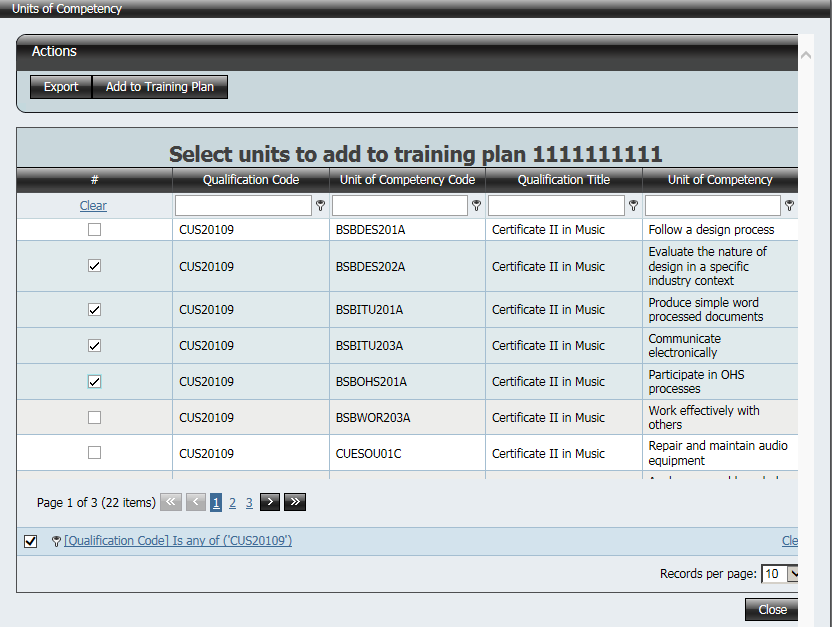 Units of Competency
Actions
Export Add to Training Plan
Select units to add to training plan 1111111111
# Qualification Code Unit of Competency Code Qualification Title Unit of Competency
Clear
CUS20109 BSBDES201A Certificate II in Music Follow a design process
CUS20109 BSBDES202A Certificate II in Music Evaluate the nature of
design in a specific
industry context
CUS20109 BSBITU201A Certificate II in Music Produce simple word
processed documents
CUS20109 BSBITU203A Certificate II in Music Communicate
electronically
CUS20109 BSBOHS201A Certificate II in Music Participate in OHS
processes
CUS20109 BSBWOR203A Certificate II in Music Work effectively with
others
CUS20109 CUESOU01C Certificate II in Music Repair and maintain audio
equipment
Page 1 of 3 (22 items) « < 1 2 3 > »
[Qualification Code] Is any of ('CUS20109') Cle
Records per page: 10
Close